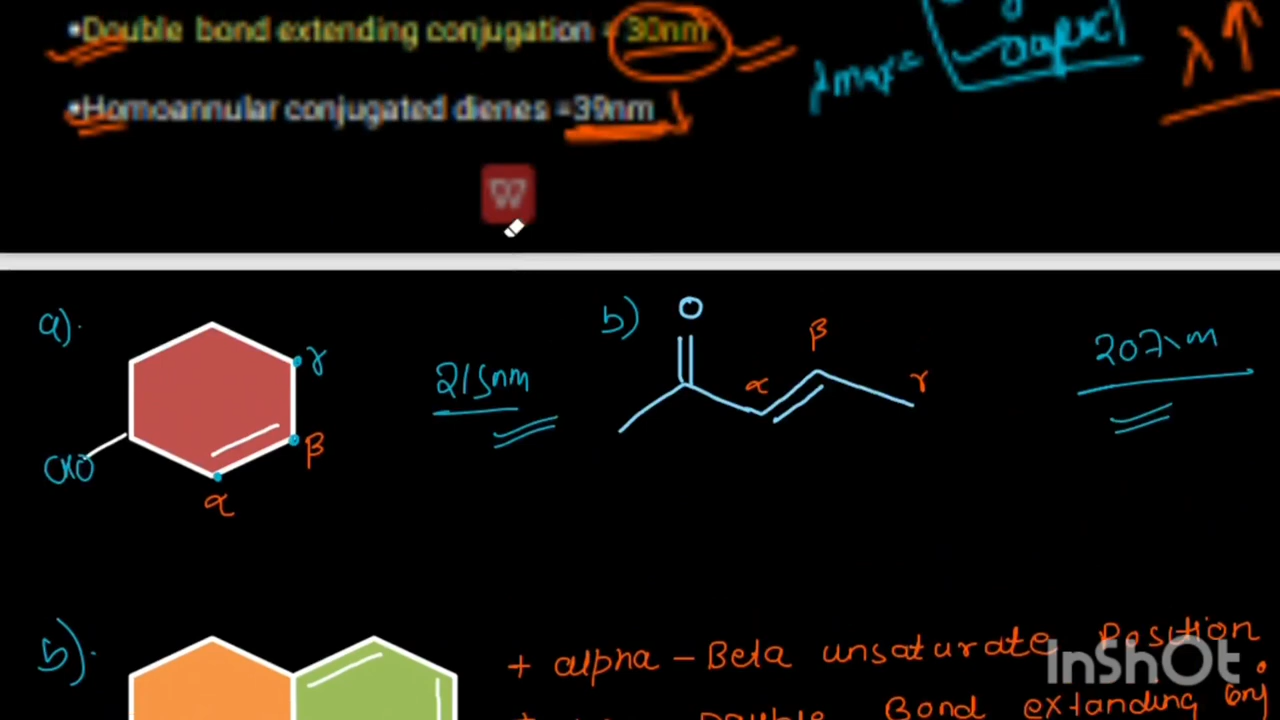 •Double bond extending conjugation = 30nm
λmax =
λ↑
•Homoannular conjugated dienes =39nm ↓
W
a).
γ
215nm
β
α
b)
O
α
β
γ
207nm
b).
+ alpha - Beta unsaturate Position
Double Bond extanding
InShOt